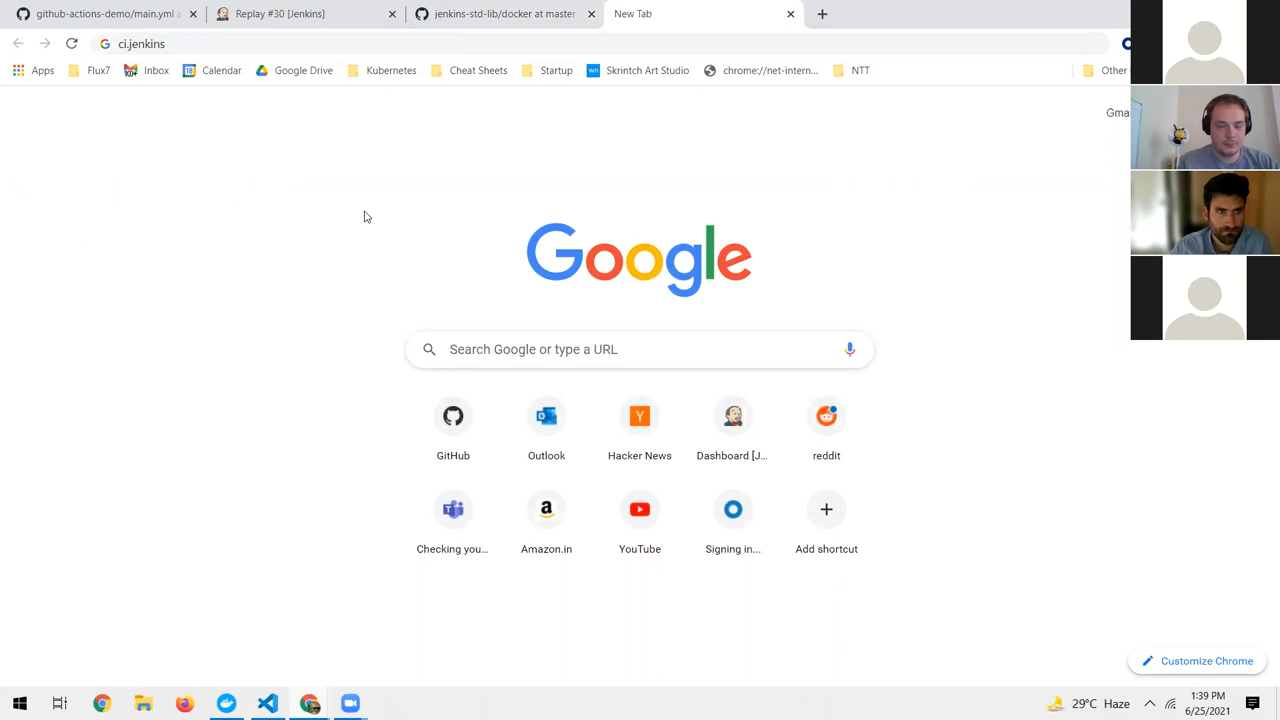 github-actions-demo/main.yml a
Replay #30 [Jenkins]
jenkins-std-lib/docker at master
New Tab
ci.jenkins
Apps
Flux7
10+
Inbox
18
Calendar
Google Drive
Kubernetes
Cheat Sheets
Startup
wn
Skrintch Art Studio
chrome://net-intern...
NTT
Other
Gma
Google
Search Google or type a URL
Y
GitHub
Outlook
Hacker News
Dashboard [J...
reddit
Checking you...
Amazon.in
YouTube
Signing in...
Add shortcut
Customize Chrome
29°C Haze
1:39 PM
6/25/2021